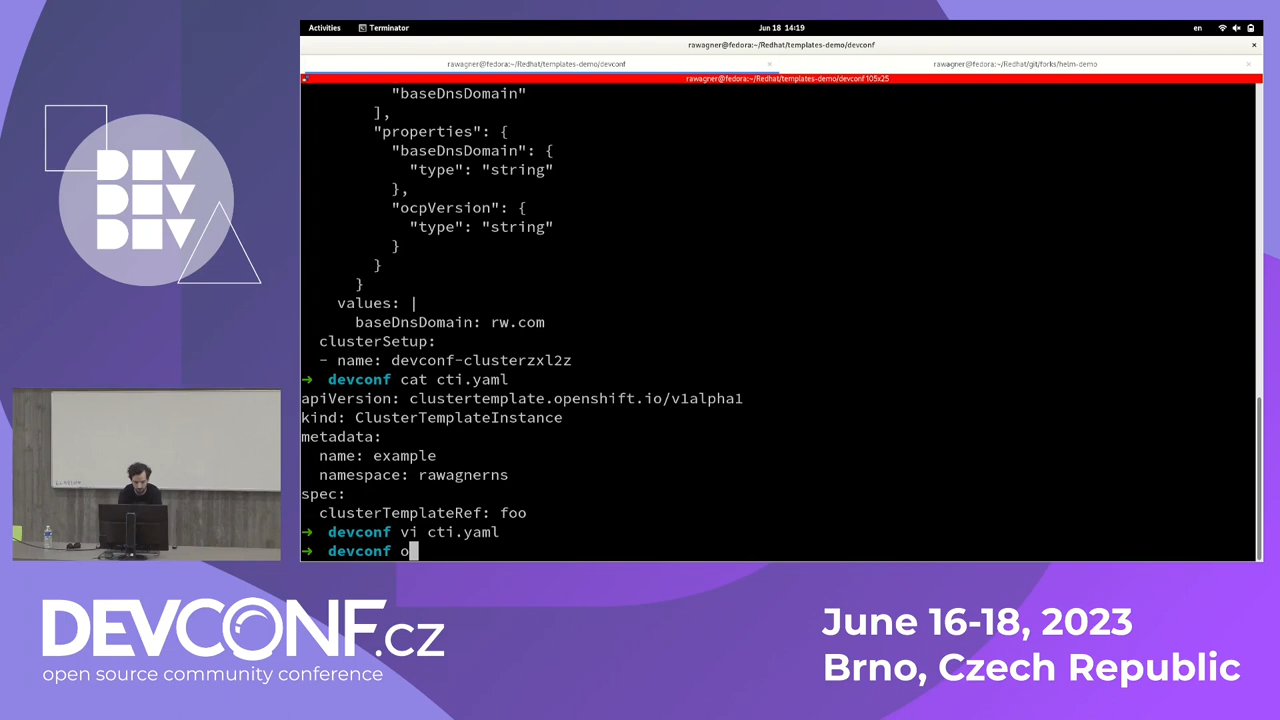 Activities
Terminator
Jun 18 14:19
en
rawagner@fedora:~/Redhat/templates-demo/devconf
rawagner@fedora:~/Redhat/templates-demo/devconf
rawagner@fedora:~/Redhat/git/forks/helm-demo
rawagner@fedora:~/Redhat/templates-demo/devconf 105x25
"baseDnsDomain"
],
"properties": {
"baseDnsDomain": {
"type": "string"
},
"ocpVersion": {
"type": "string"
}
}
}
values: |
baseDnsDomain: rw.com
clusterSetup:
- name: devconf-clusterzxl2z
➜ devconf cat cti.yaml
apiVersion: clustertemplate.openshift.io/v1alpha1
kind: ClusterTemplateInstance
metadata:
name: example
namespace: rawagnerns
spec:
clusterTemplateRef: foo
➜ devconf vi cti.yaml
➜ devconf o
DEV
DEV
DEV
DEVCONF.cz
open source community conference
June 16-18, 2023
Brno, Czech Republic